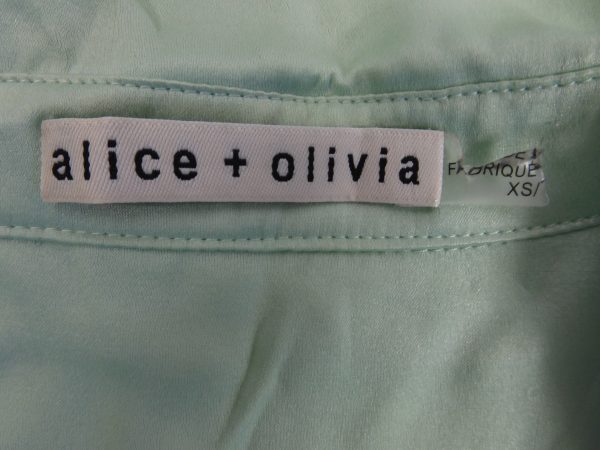 alice + olivia
FABRIQUE
XS/